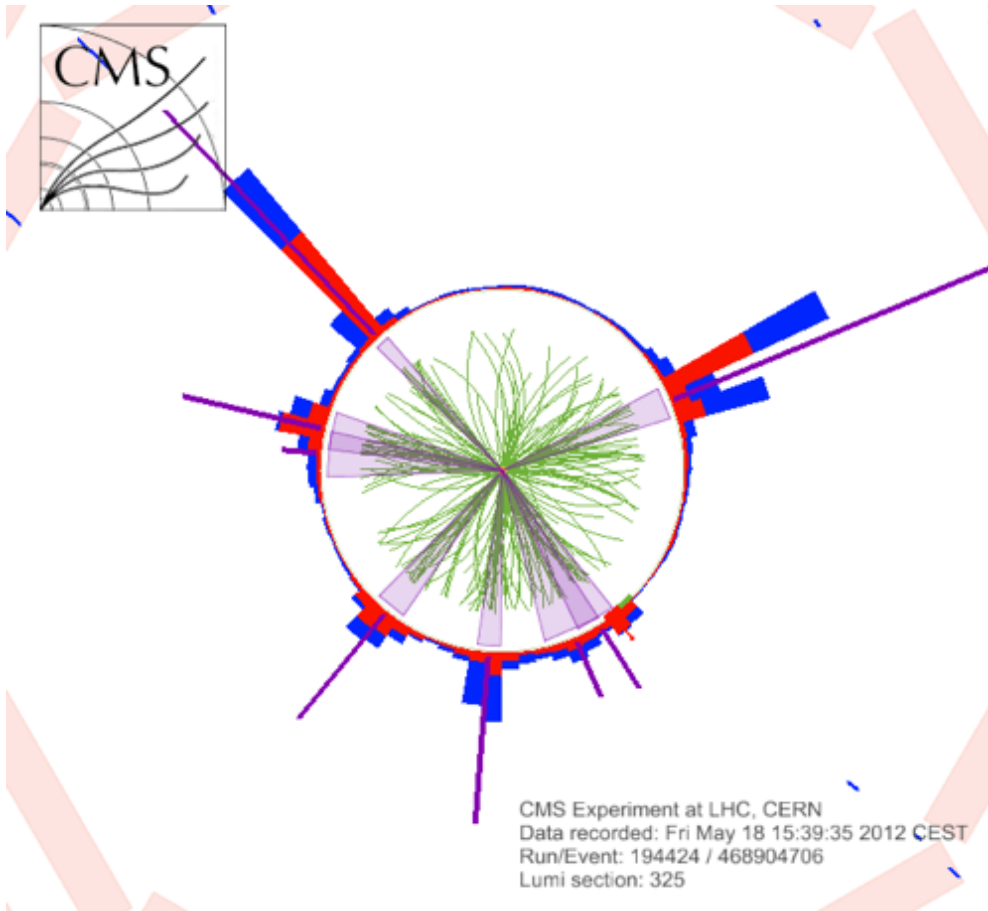 CMS
CMS Experiment at LHC, CERN
Data recorded: Fri May 18 15:39:35 2012 CEST
Run/Event: 194424 / 468904706
Lumi section: 325